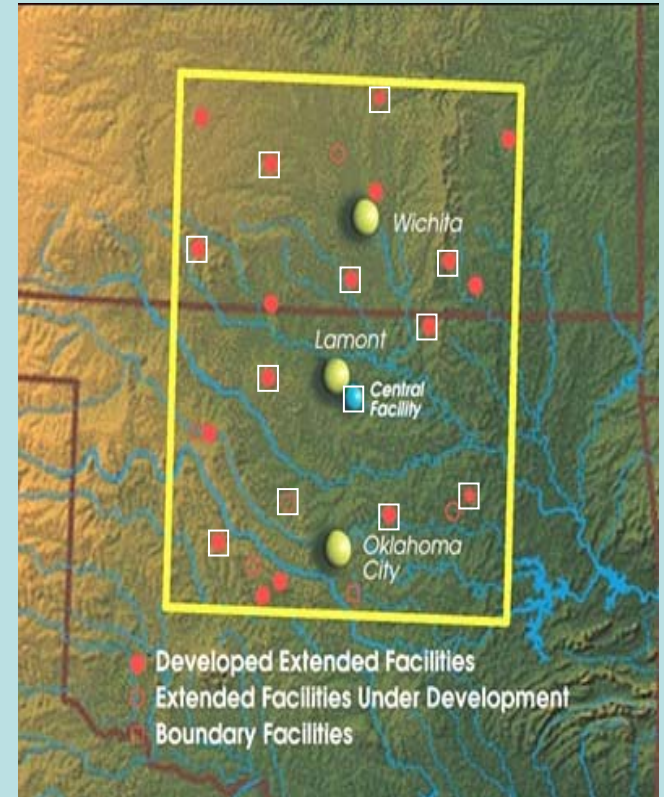 Wichita
Lamont
Central
Facility
Oklahoma
City
Developed Extended Facilities
Extended Facilities Under Development
Boundary Facilities